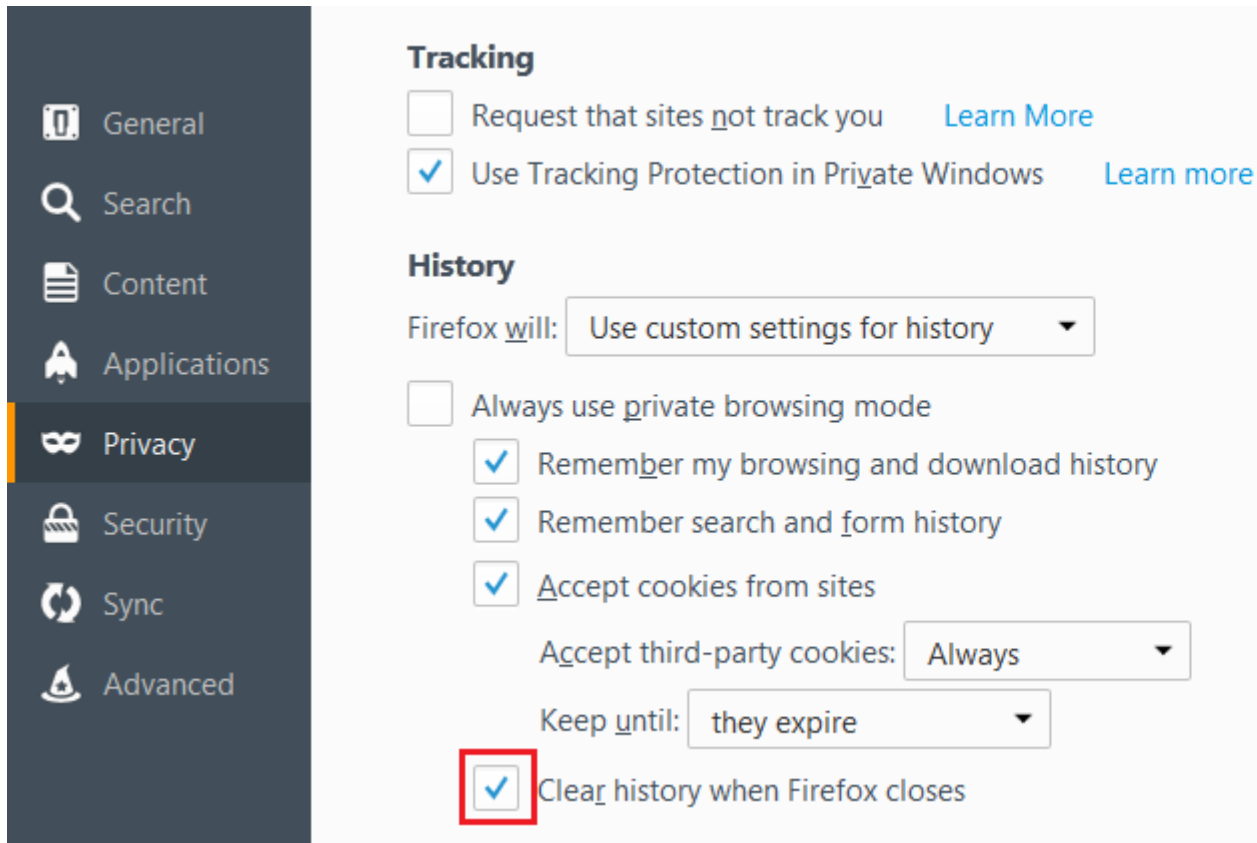 General
Search
Content
Applications
Privacy
Security
Sync
Advanced
Tracking
Request that sites not track you Learn More
Use Tracking Protection in Private Windows Learn more
History
Firefox will: Use custom settings for history
Always use private browsing mode
Remember my browsing and download history
Remember search and form history
Accept cookies from sites
Accept third-party cookies: Always
Keep until: they expire
Clear history when Firefox closes